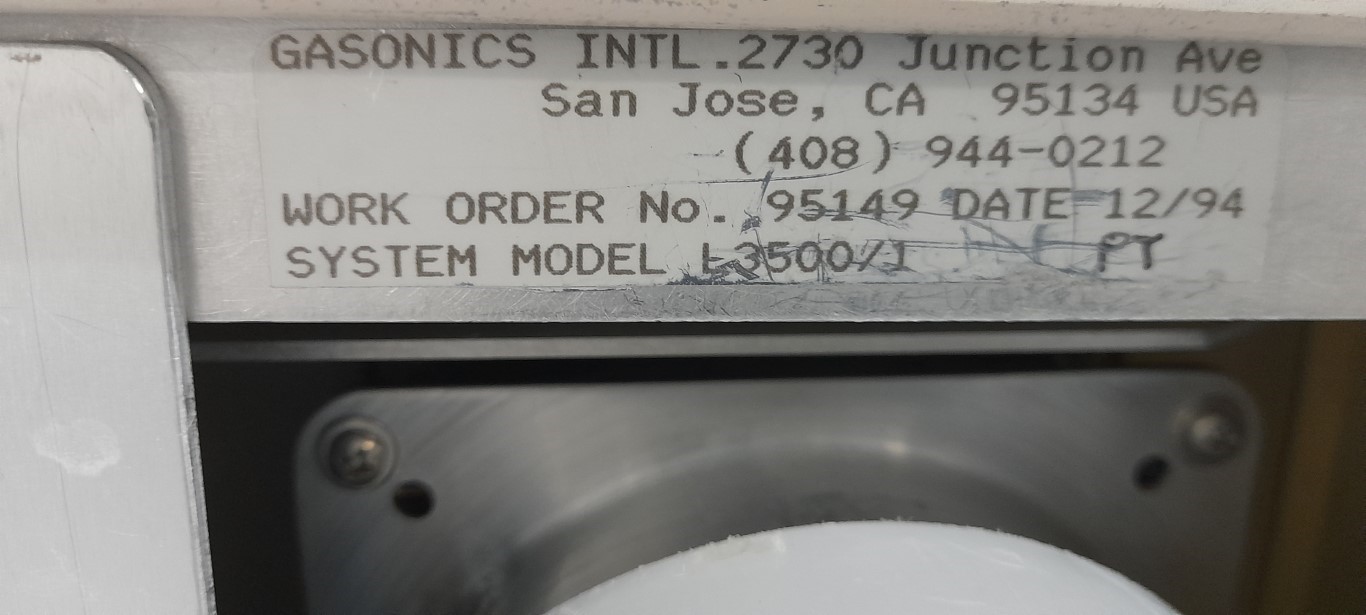 GASONICS INTL.2730 Junction Ave
San Jose, CA 95134 USA
(408) 944-0212
WORK ORDER No. 95149 DATE 12/94
SYSTEM MODEL L3500/1 PT